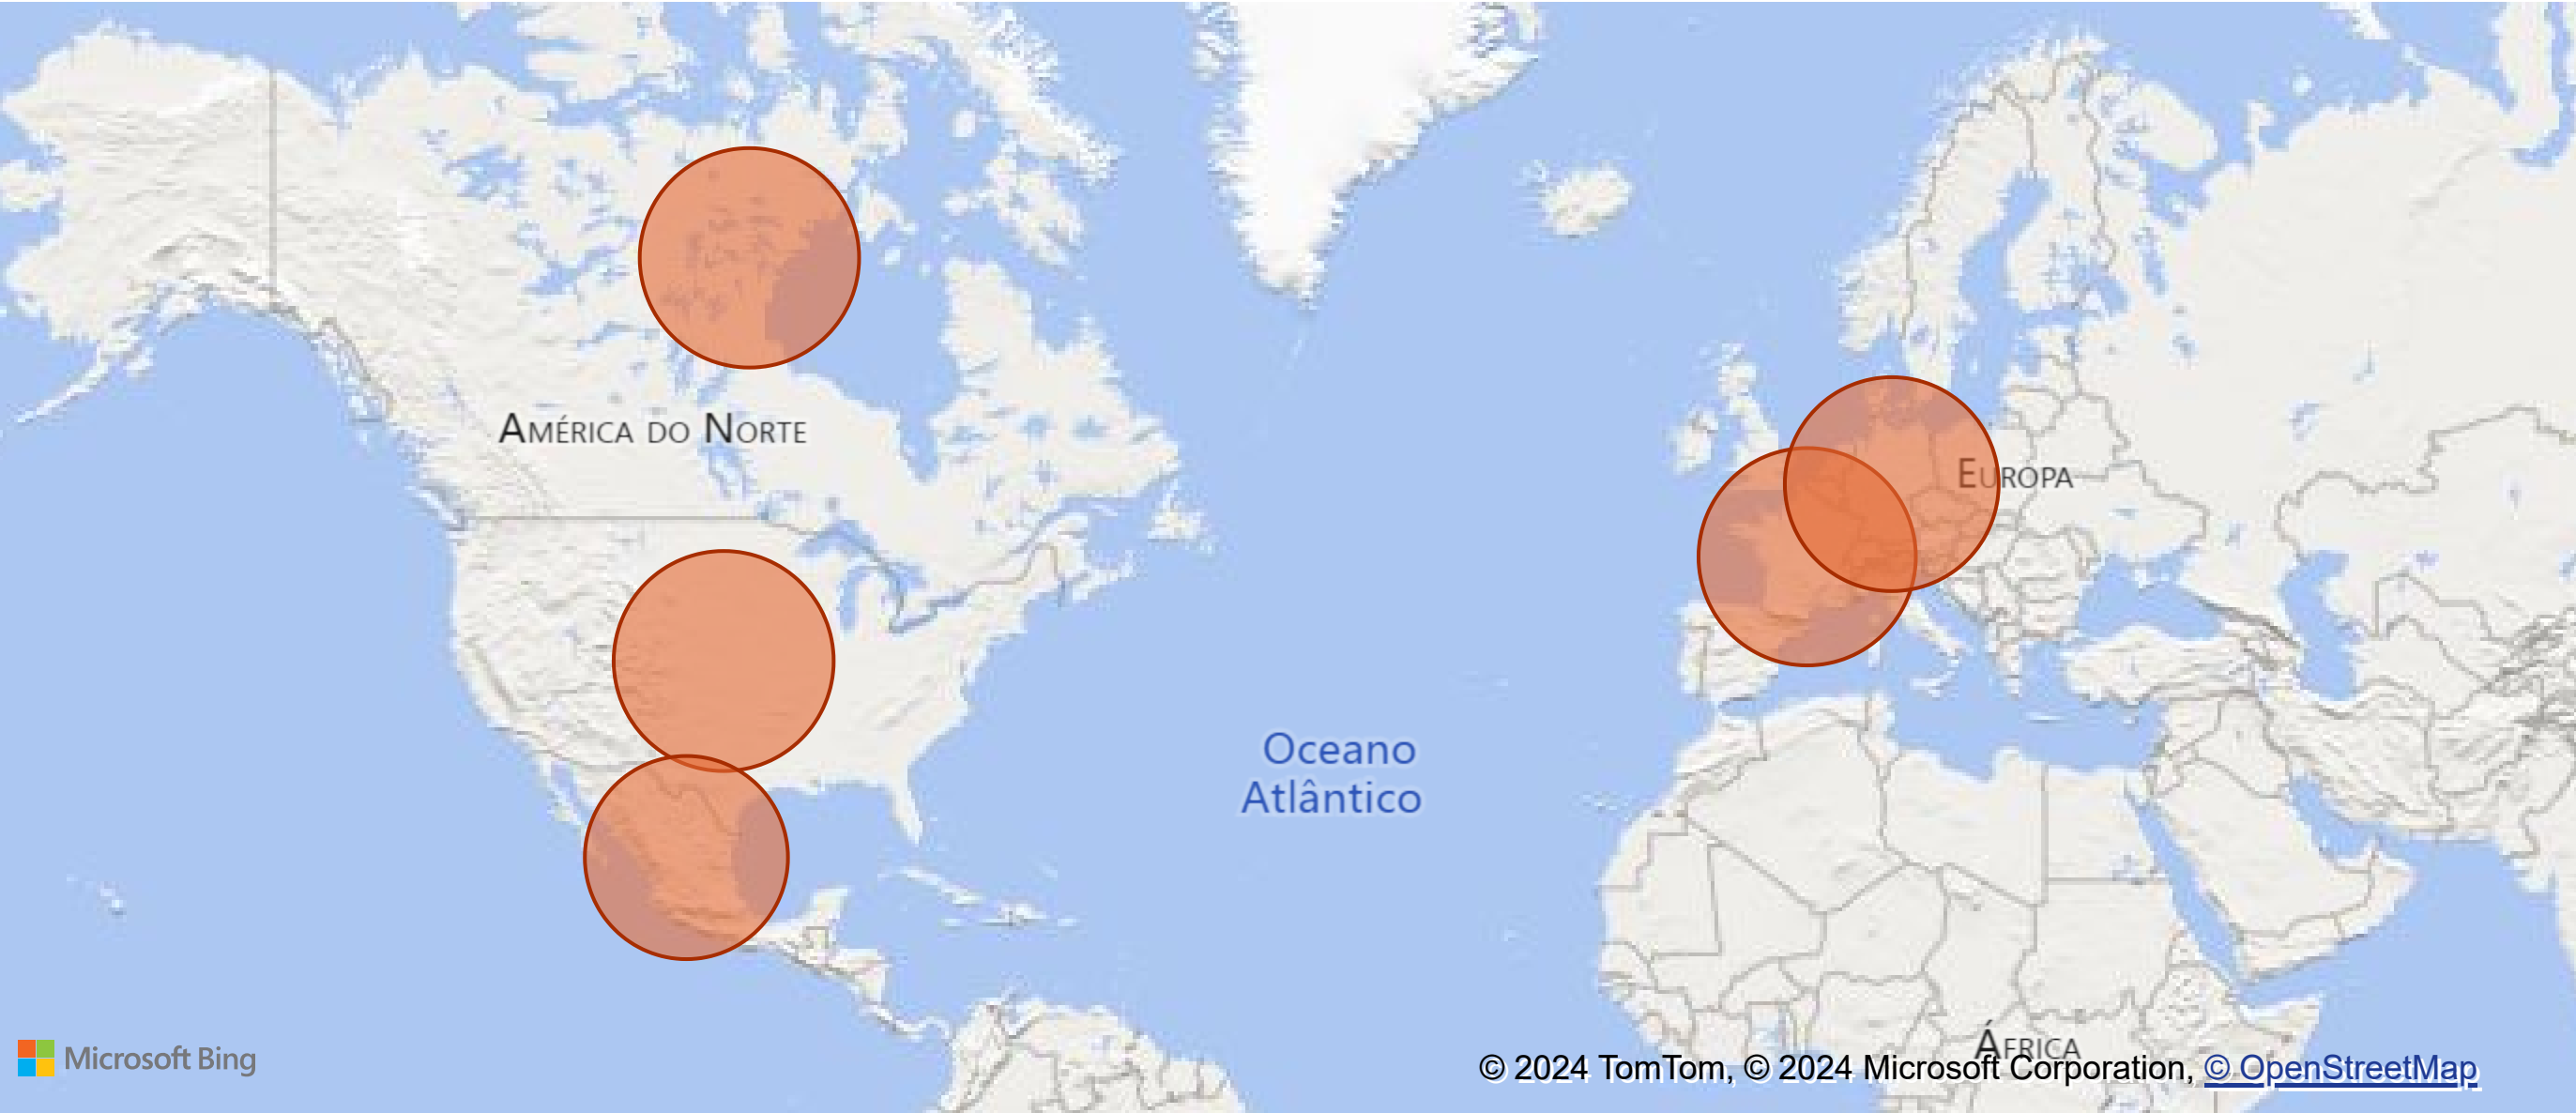 AMÉRICA DO NORTE
EUROPA
Oceano
Atlântico
ÁFRICA
Microsoft Bing
© 2024 TomTom, © 2024 Microsoft Corporation, © OpenStreetMap